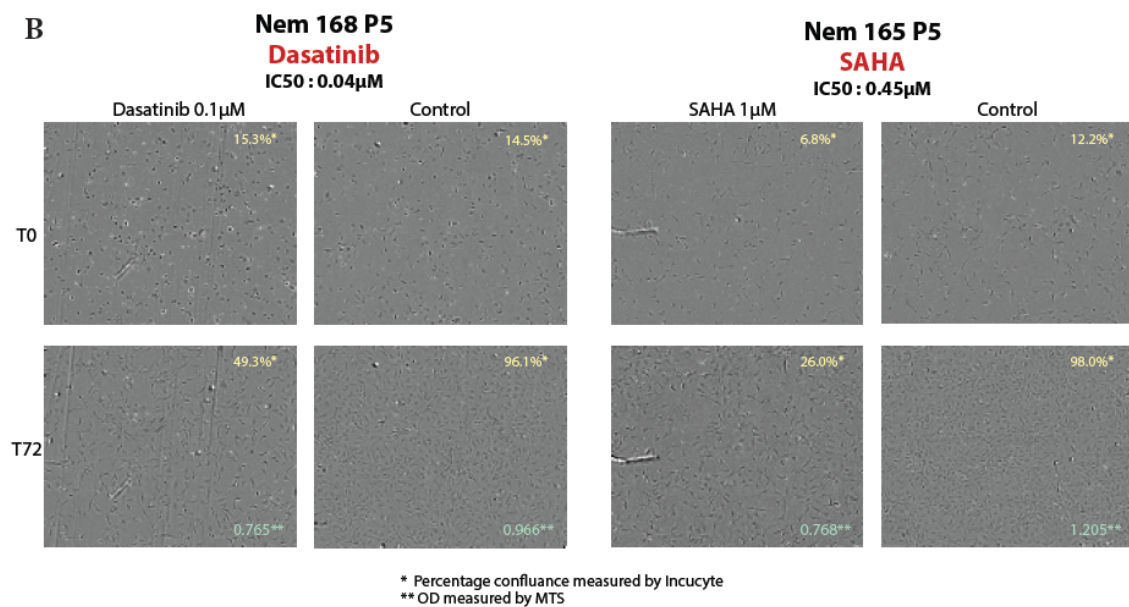 B
Nem 168 P5
Dasatinib
IC50 : 0.04µM
Nem 165 P5
SAHA
IC50 : 0.45µM
Dasatinib 0.1µM
Control
SAHA 1µM
Control
T0
15.3%*
14.5%*
6.8%*
12.2%*
T72
49.3%*
96.1%*
26.0%*
98.0%*
0.765**
0.966**
0.768**
1.205**
* Percentage confluance measured by Incucyte
** OD measured by MTS